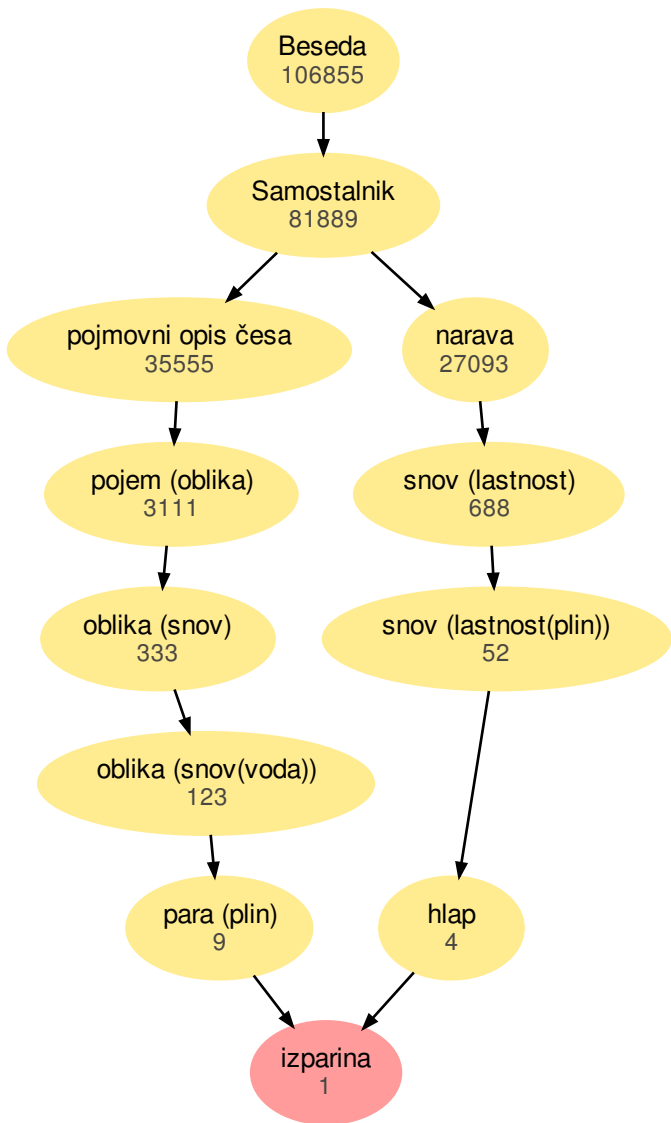 Beseda
106855
Samostalnik
81889
pojmovni opis česa
35555
narava
27093
pojem (oblika)
3111
snov (lastnost)
688
oblika (snov)
333
snov (lastnost(plin))
52
oblika (snov(voda))
123
para (plin)
9
hlap
4
izparina
1